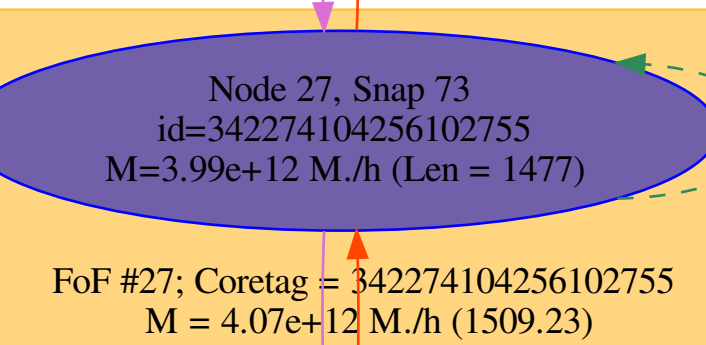 Node 27, Snap 73
id=342274104256102755
M=3.99e+12 M./h (Len = 1477)
FoF #27; Coretag = 342274104256102755
M = 4.07e+12 M./h (1509.23)